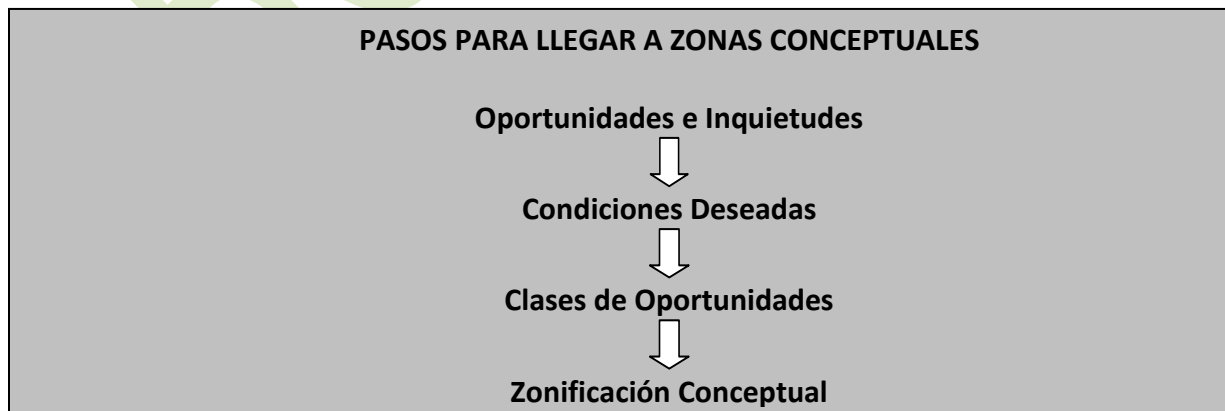 PASOS PARA LLEGAR A ZONAS CONCEPTUALES
Oportunidades e Inquietudes
Condiciones Deseadas
Clases de Oportunidades
Zonificación Conceptual